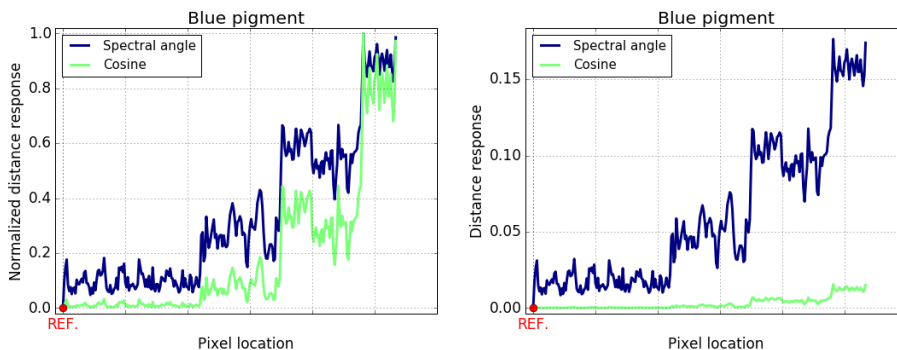 Blue pigment
Normalized distance response
1.0
0.8
0.6
0.4
0.2
0.0
Spectral angle
Cosine
REF.
Pixel location
Blue pigment
Distance response
0.15
0.10
0.05
0.00
Spectral angle
Cosine
REF.
Pixel location